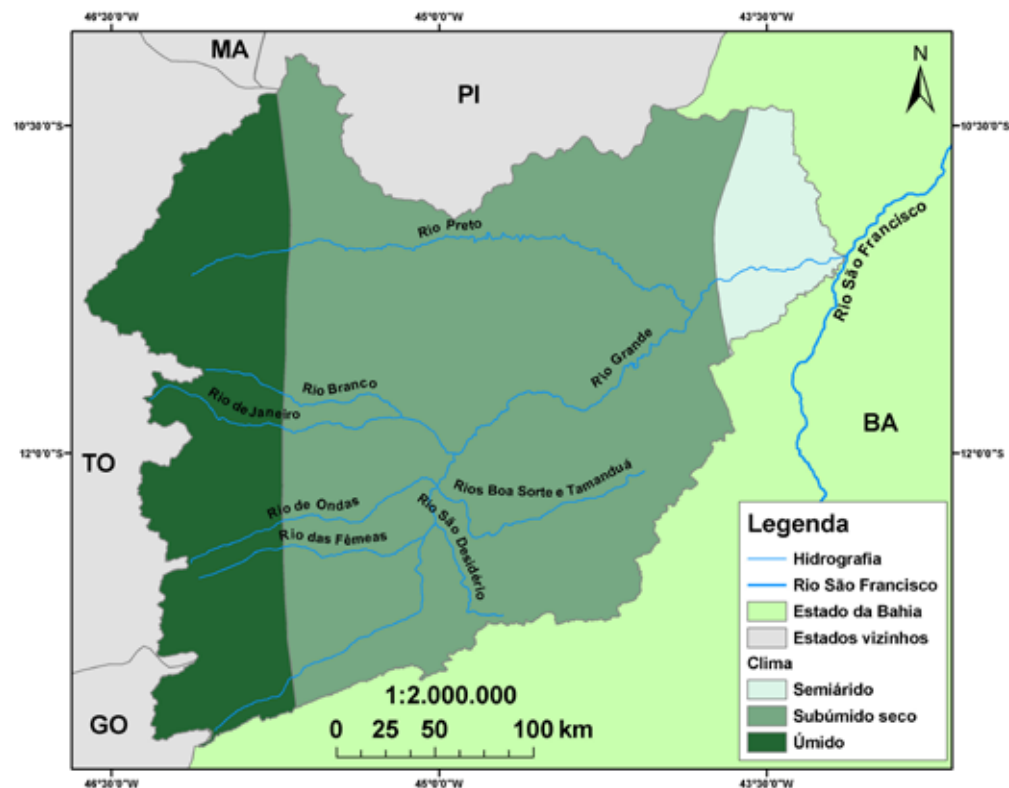 46°30'0"W 45°0'0"W 43°30'0"W
MA
PI
N
10°30'0"S 10°30'0"S
Rio Preto
Rio São Francisco
Rio Grande
Rio Branco
Rio de Janeiro
BA
TO
12°0'0"S 12°0'0"S
Rios Boa Sorte e Tamanduá
Rio de Ondas
Rio São Desidério
Rio das Fêmeas
GO
1:2.000.000
0 25 50 100 km
Legenda
Hidrografia
Rio São Francisco
Estado da Bahia
Estados vizinhos
Clima
Semiárido
Subúmido seco
Úmido
46°30'0"W 45°0'0"W 43°30'0"W